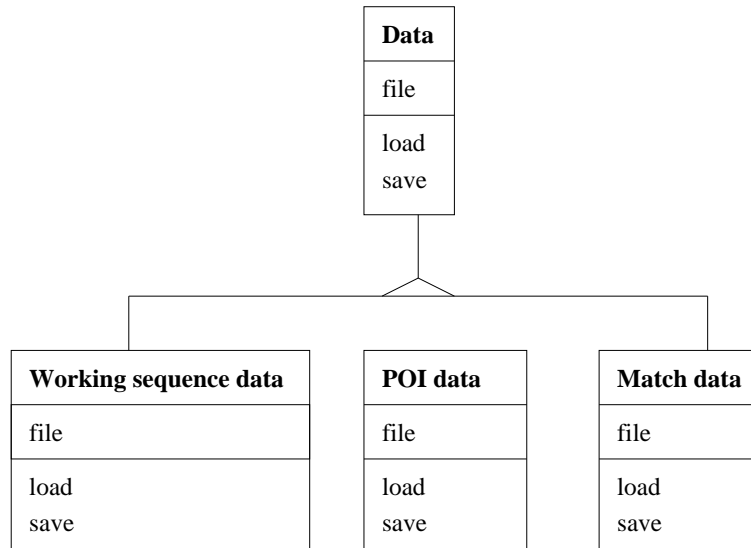 Data
file
load
save
Working sequence data
file
load
save
POI data
file
load
save
Match data
file
load
save